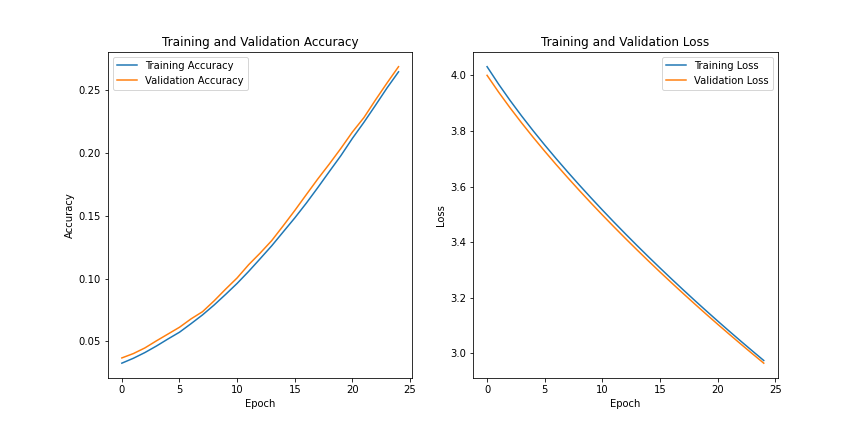 Training and Validation Accuracy
Training Accuracy
Validation Accuracy
0.25
0.20
0.15
0.10
0.05
Accuracy
0 5 10 15 20 25
Epoch
Training and Validation Loss
Training Loss
Validation Loss
4.0
3.8
3.6
3.4
3.2
3.0
Loss
0 5 10 15 20 25
Epoch